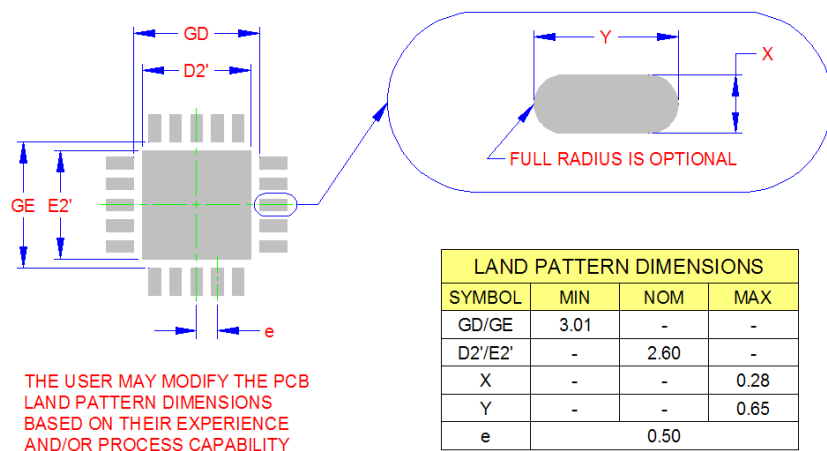 GD
D2'
GE
E2'
e
Y
X
FULL RADIUS IS OPTIONAL
THE USER MAY MODIFY THE PCB
LAND PATTERN DIMENSIONS
BASED ON THEIR EXPERIENCE
AND/OR PROCESS CAPABILITY
LAND PATTERN DIMENSIONS
SYMBOL MIN NOM MAX
GD/GE 3.01 - -
D2'/E2' - 2.60 -
X - - 0.28
Y - - 0.65
e 0.50